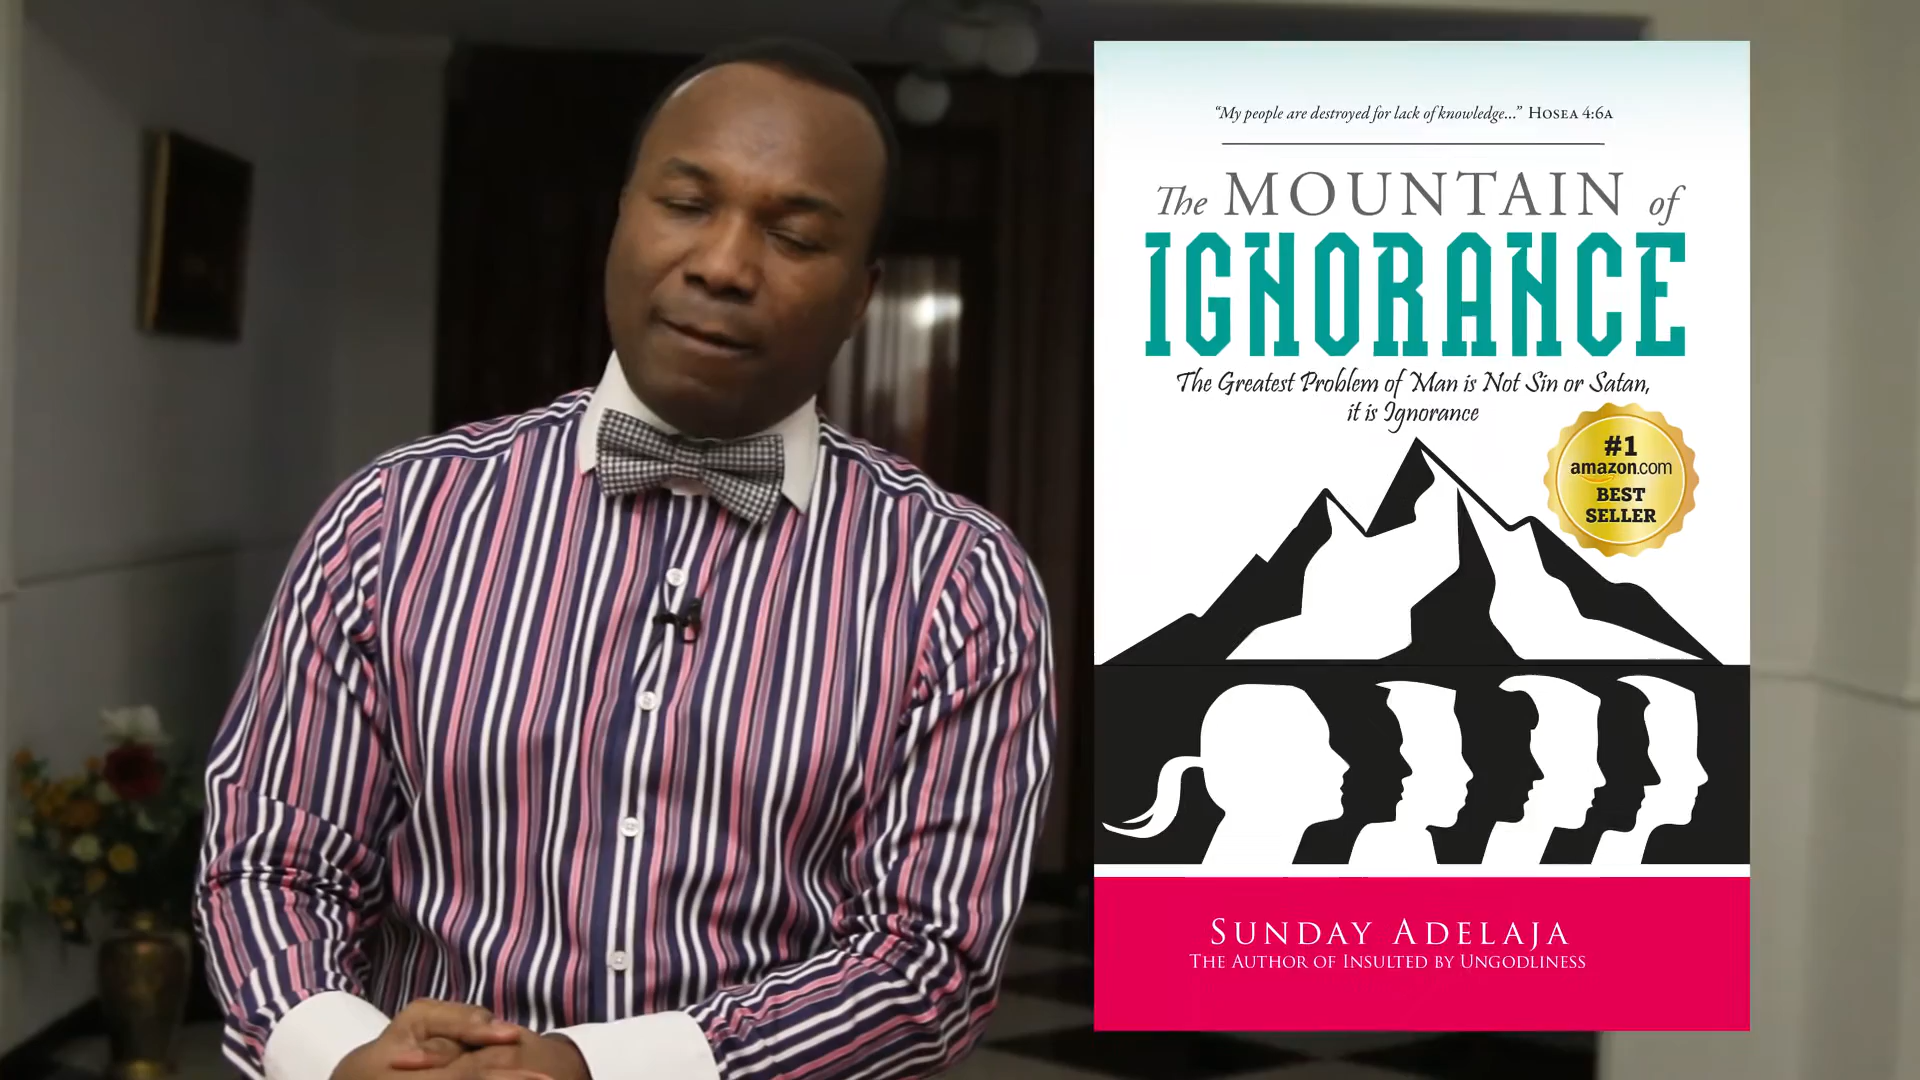 “My people are destroyed for lack of knowledge...” HOSEA 4:6A
The MOUNTAIN of
IGNORANCE
The Greatest Problem of Man is Not Sin or Satan,
it is Ignorance
#1
amazon.com
BEST
SELLER
SUNDAY ADELAJA
THE AUTHOR OF INSULTED BY UNGODLINESS